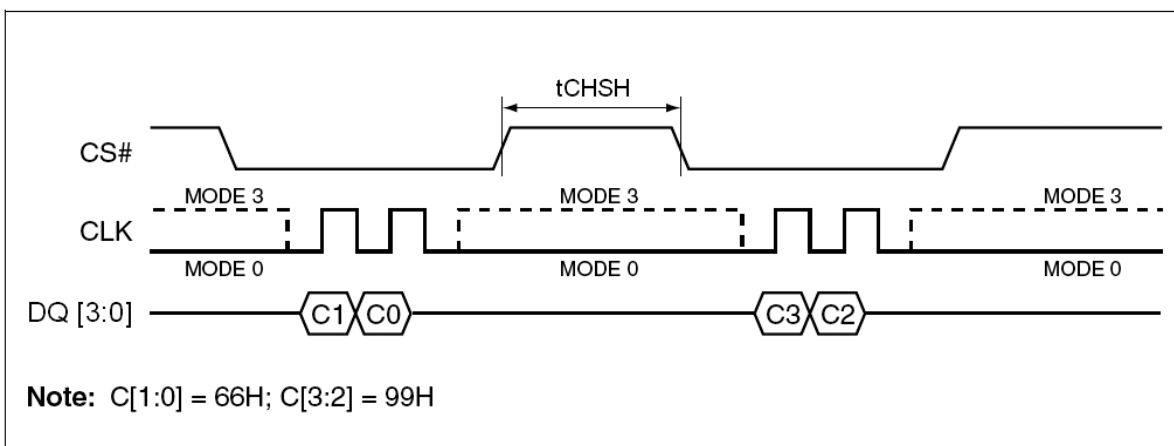 tCHSH
CS#
MODE 3 MODE 3 MODE 3
CLK
MODE 0 MODE 0 MODE 0
DQ [3:0] C1 C0 C3 C2
Note: C[1:0] = 66H; C[3:2] = 99H